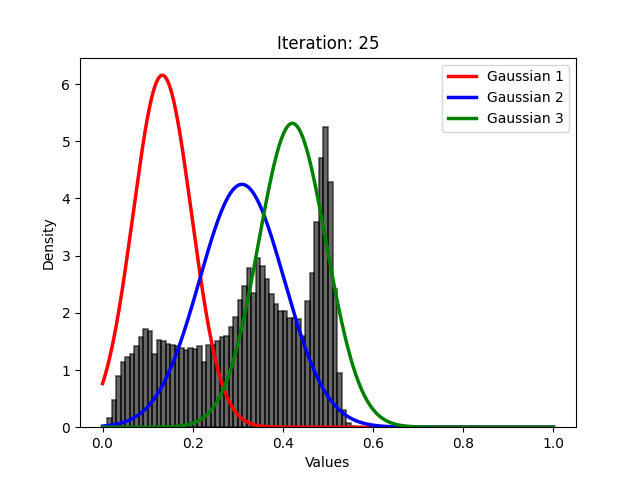 Iteration: 25
Gaussian 1
Gaussian 2
Gaussian 3
Density
6
5
4
3
2
1
0
0.0 0.2 0.4 0.6 0.8 1.0
Values